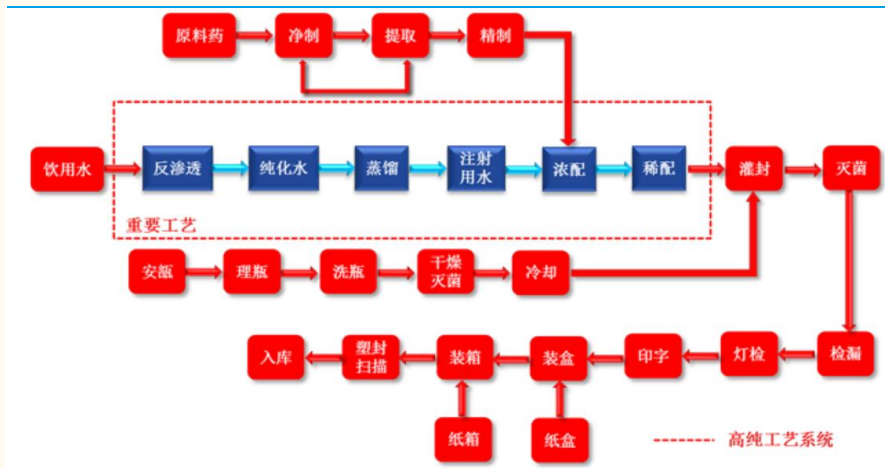 原料药
净制
提取
精制
饮用水
反渗透
纯化水
蒸馏
注射
用水
浓配
稀配
灌封
灭菌
重要工艺
安瓿
理瓶
洗瓶
干燥
灭菌
冷却
入库
塑封
扫描
装箱
装盒
印字
灯检
检漏
纸箱
纸盒
高纯工艺系统